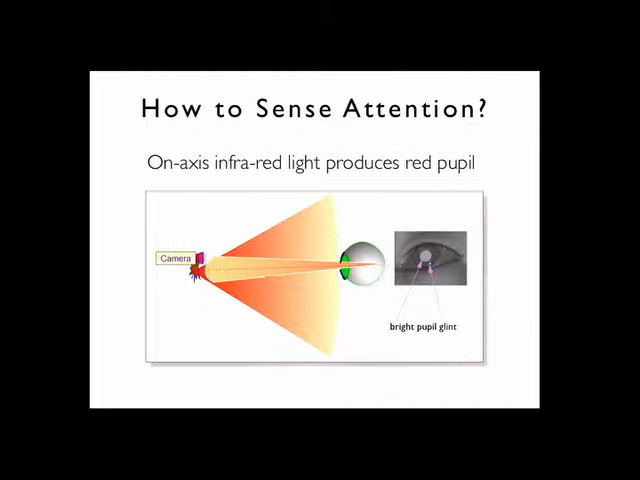 How to Sense Attention?
On-axis infra-red light produces red pupil
Camera
bright pupil glint